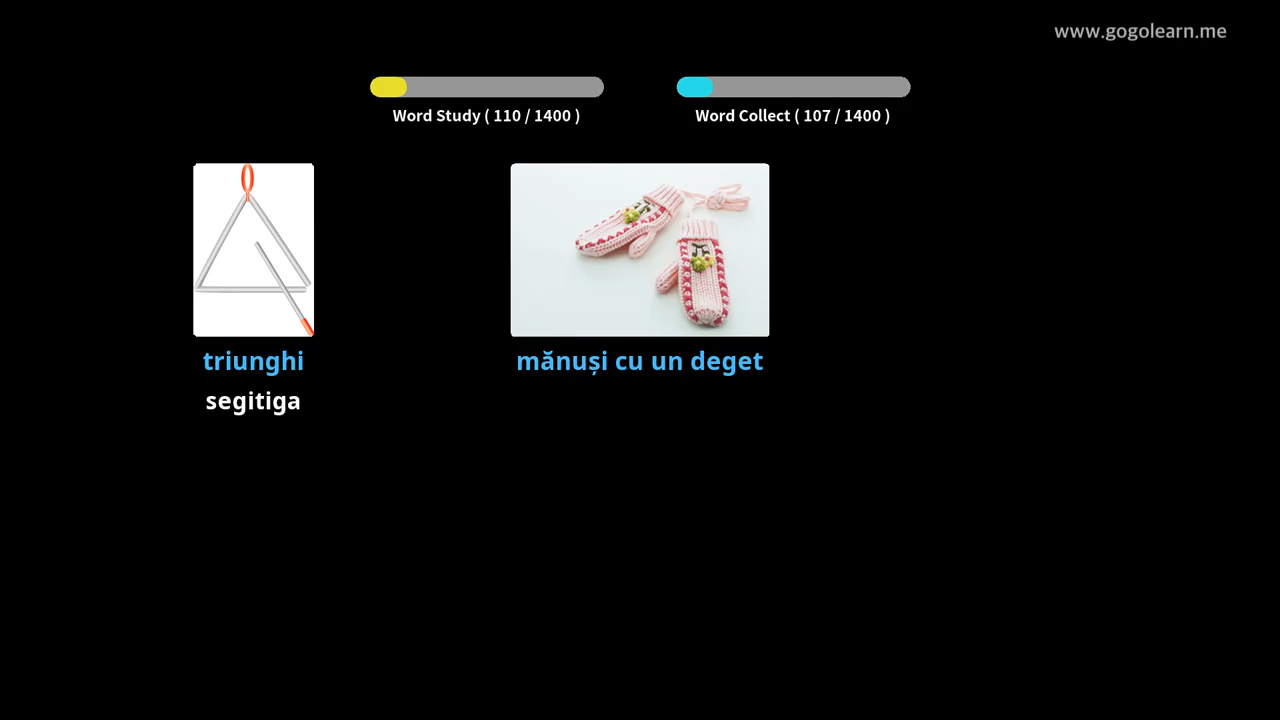 www.gogolearn.me
Word Study ( 110 / 1400 )
Word Collect ( 107 / 1400 )
triunghi
segitiga
mănuși cu un deget